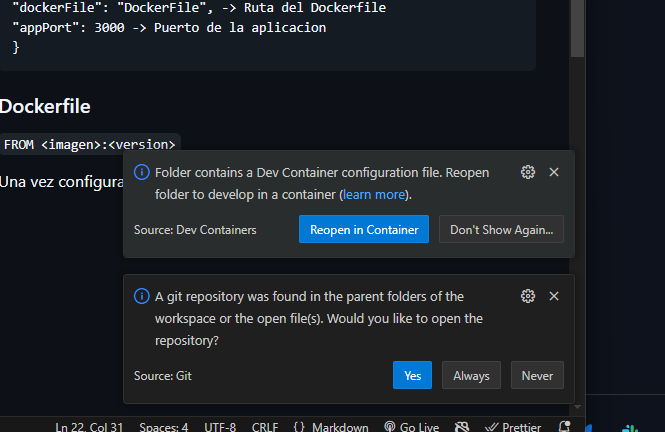 "dockerFile": "DockerFile", -> Ruta del Dockerfile
"appPort": 3000 -> Puerto de la aplicacion
}
Dockerfile
FROM <imagen>:<version>
Una vez configura
Folder contains a Dev Container configuration file. Reopen
folder to develop in a container (learn more).
Source: Dev Containers
Reopen in Container
Don't Show Again...
A git repository was found in the parent folders of the
workspace or the open file(s). Would you like to open the
repository?
Source: Git
Yes
Always
Never
Ln 22, Col 31
Spaces: 4
UTF-8
CRLF
{ } Markdown
Go Live
Prettier